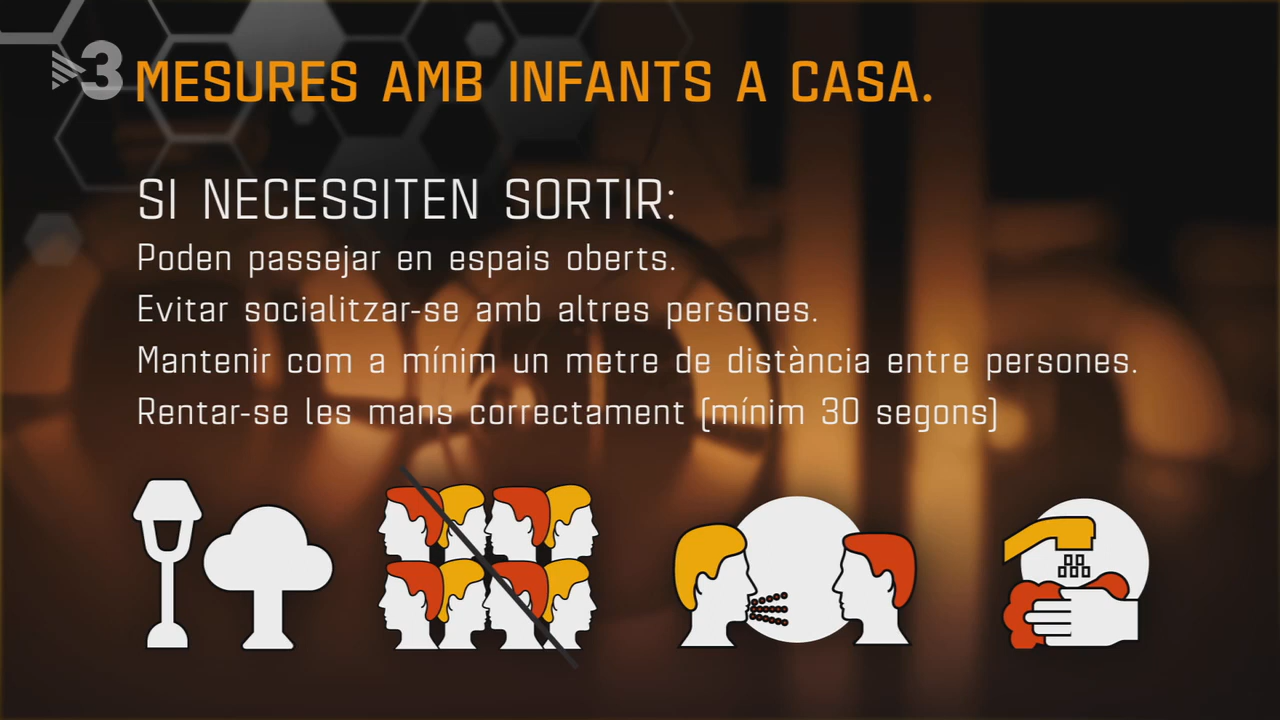 3
MESURES AMB INFANTS A CASA.
SI NECESSITEN SORTIR:
Poden passejar en espais oberts.
Evitar socialitzar-se amb altres persones.
Mantenir com a mínim un metre de distància entre persones.
Rentar-se les mans correctament (mínim 30 segons)